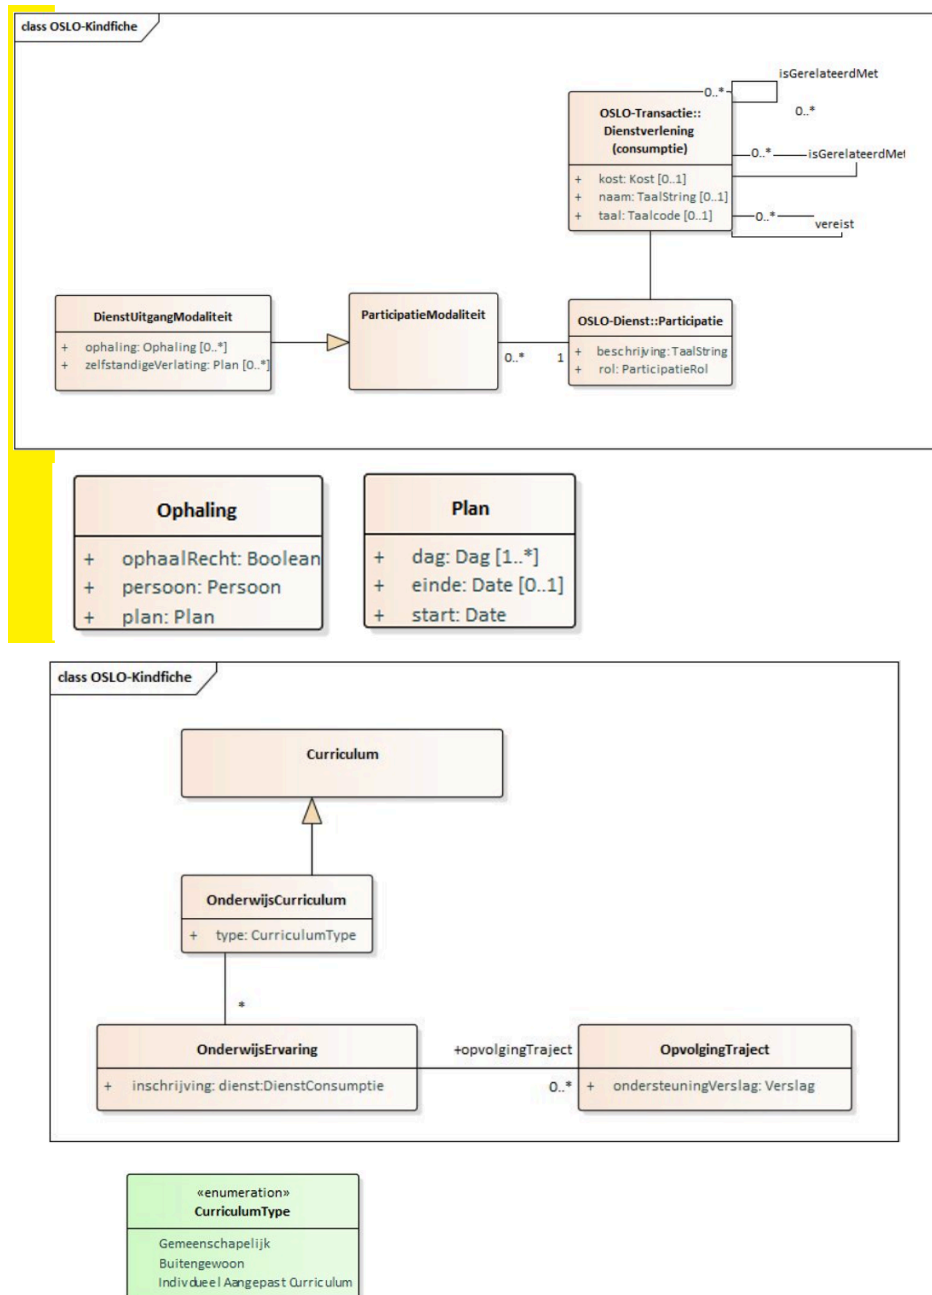 class OSLO-Kindfiche
isGerelateerdMet
0..*
0..*
OSLO-Transactie::
Dienstverlening
(consumptie)
+ kost: Kost [0..1]
+ naam: TaalString [0..1]
+ taal: Taalcode [0..1]
0..*
isGerelateerdMet
0..*
vereist
DienstUitgangModaliteit
+ ophaling: Ophaling [0..*]
+ zelfstandigeVerlating: Plan [0..*]
ParticipatieModaliteit
0..*
1
OSLO-Dienst::Participatie
+ beschrijving: TaalString
+ rol: ParticipatieRol
Ophaling
+ ophaalRecht: Boolean
+ persoon: Persoon
+ plan: Plan
Plan
+ dag: Dag [1..*]
+ einde: Date [0..1]
+ start: Date
class OSLO-Kindfiche
Curriculum
OnderwijsCurriculum
+ type: CurriculumType
*
OnderwijsErvaring
+ inschrijving: dienst:DienstConsumptie
+opvolgingTraject
0..*
OpvolgingTraject
+ ondersteuningVerslag: Verslag
«enumeration»
CurriculumType
Gemeenschapelijk
Buitengewoon
Individueel Aangepast Curriculum